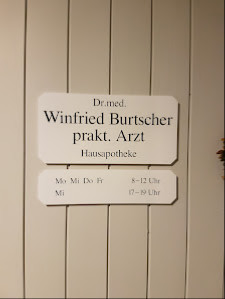 Dr.med.
Winfried Burtscher
prakt. Arzt
Hausapotheke
Mo Mi Do Fr 8-12 Uhr
Mi 17-19 Uhr